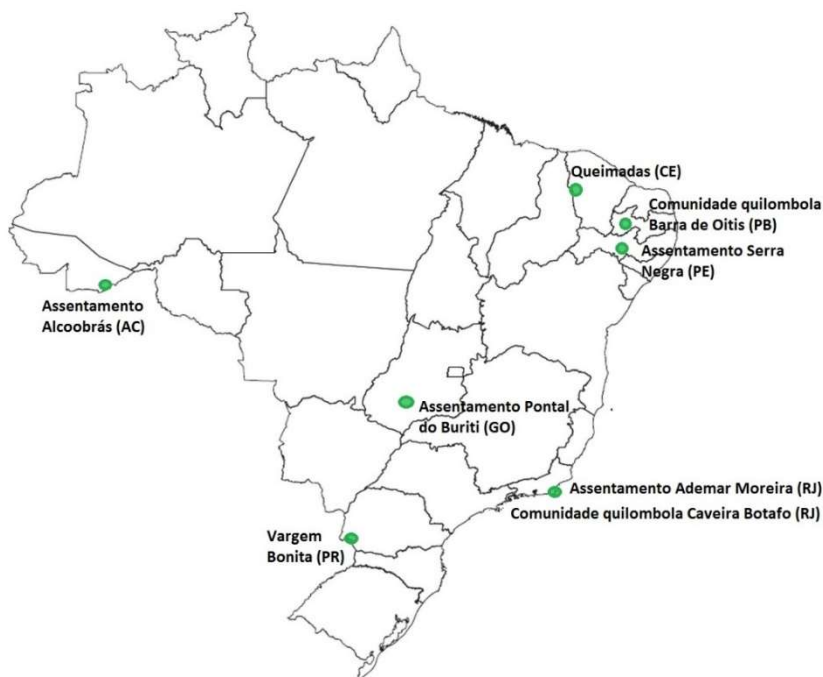 Queimadas (CE)
Comunidade quilombola
Barra de Oitis (PB)
Assentamento Serra
Negra (PE)
Assentamento
Alcoobrás (AC)
Assentamento Pontal
do Buriti (GO)
Assentamento Ademar Moreira (RJ)
Comunidade quilombola Caveira Botafo (RJ)
Vargem
Bonita (PR)